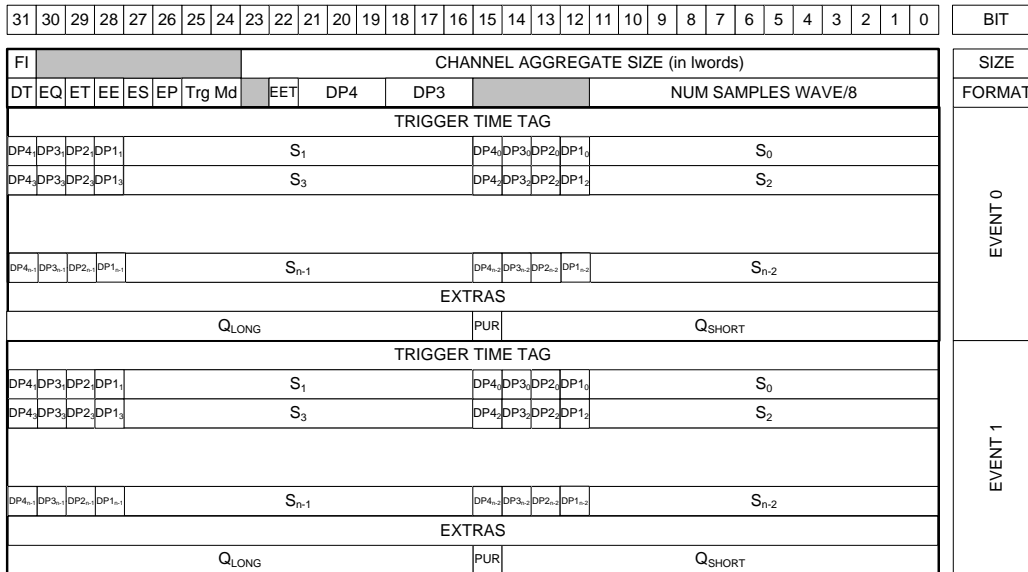 31 30 29 28 27 26 25 24 23 22 21 20 19 18 17 16 15 14 13 12 11 10 9 8 7 6 5 4 3 2 1 0 BIT
FI CHANNEL AGGREGATE SIZE (in lwords) SIZE
DT EQ ET EE ES EP Trg Md EET DP4 DP3 NUM SAMPLES WAVE/8 FORMAT
TRIGGER TIME TAG
DP4₁ DP3₁ DP2₁ DP1₁ S₁ DP4₀ DP3₀ DP2₀ DP1₀ S₀
DP4₃ DP3₃ DP2₃ DP1₃ S₃ DP4₂ DP3₂ DP2₂ DP1₂ S₂
EVENT 0
DP4n-1 DP3n-1 DP2n-1 DP1n-1 Sn-1 DP4n-2 DP3n-2 DP2n-2 DP1n-2 Sn-2
EXTRAS
QLONG PUR QSHORT
TRIGGER TIME TAG
DP4₁ DP3₁ DP2₁ DP1₁ S₁ DP4₀ DP3₀ DP2₀ DP1₀ S₀
DP4₃ DP3₃ DP2₃ DP1₃ S₃ DP4₂ DP3₂ DP2₂ DP1₂ S₂
EVENT 1
DP4n-1 DP3n-1 DP2n-1 DP1n-1 Sn-1 DP4n-2 DP3n-2 DP2n-2 DP1n-2 Sn-2
EXTRAS
QLONG PUR QSHORT